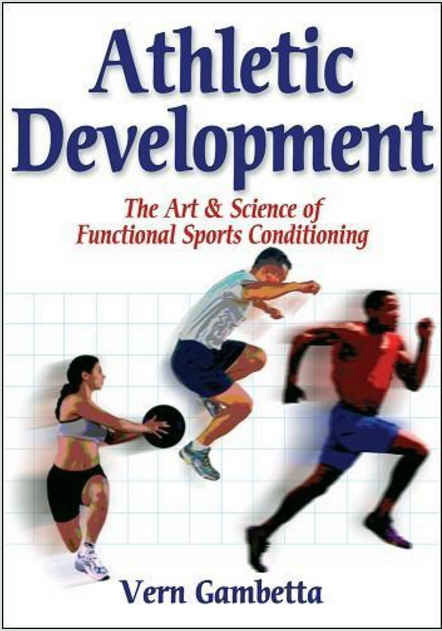 Athletic
Development
The Art & Science of
Functional Sports Conditioning
Vern Gambetta